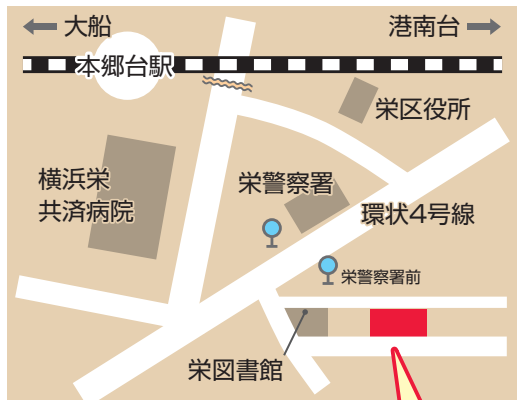 大船
港南台
本郷台駅
栄区役所
横浜栄
共済病院
栄警察署
環状4号線
栄警察署前
栄図書館